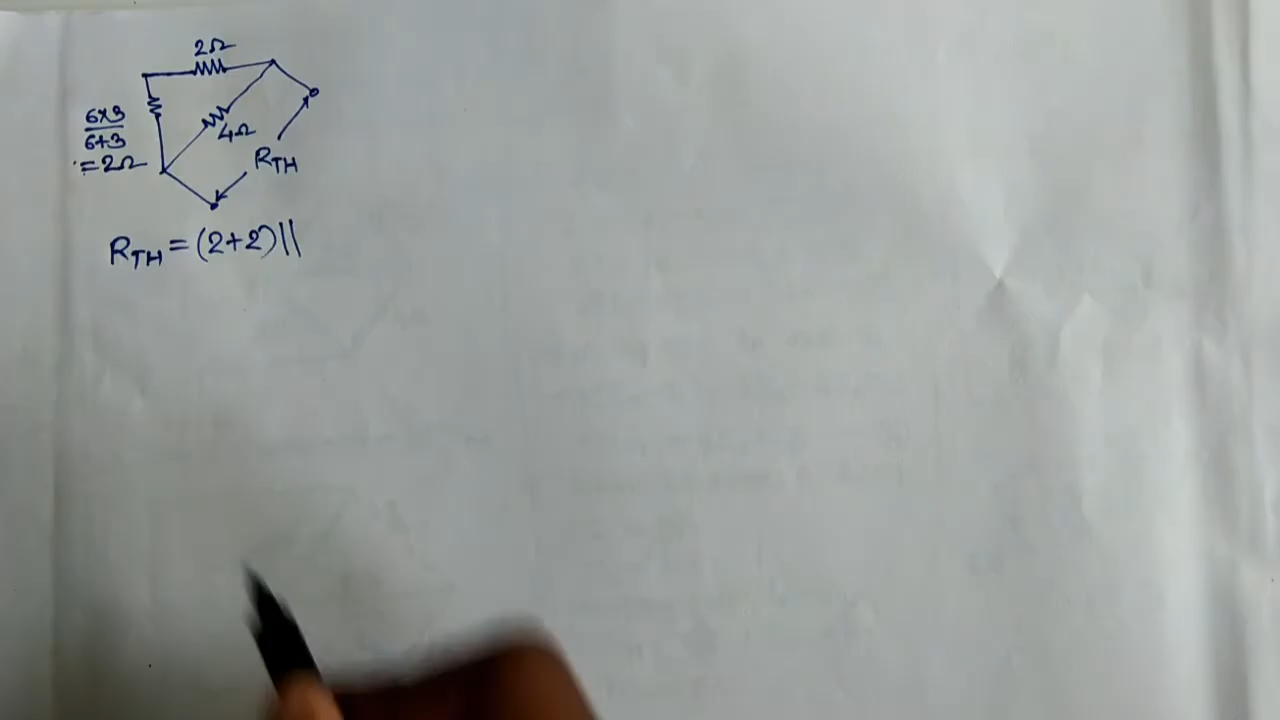 2Ω
6×3
6+3
=2Ω
4Ω
RTH
RTH = (2+2) ||